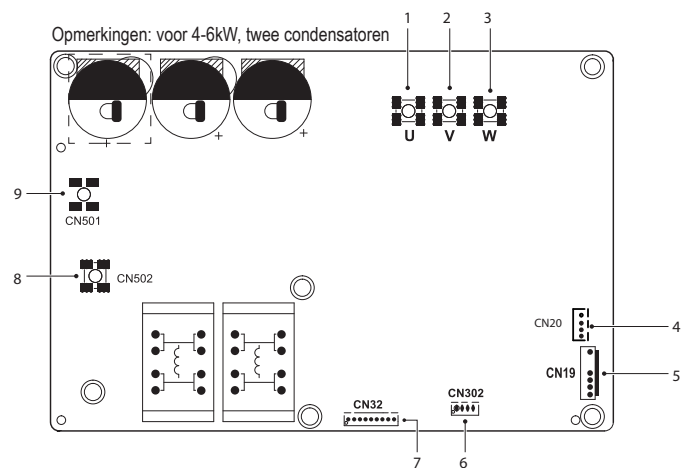 Opmerkingen: voor 4-6kW, twee condensatoren
1 2 3
U V W
9
CN501
8 CN502
CN20 4
CN19 5
CN302
CN32
7 6